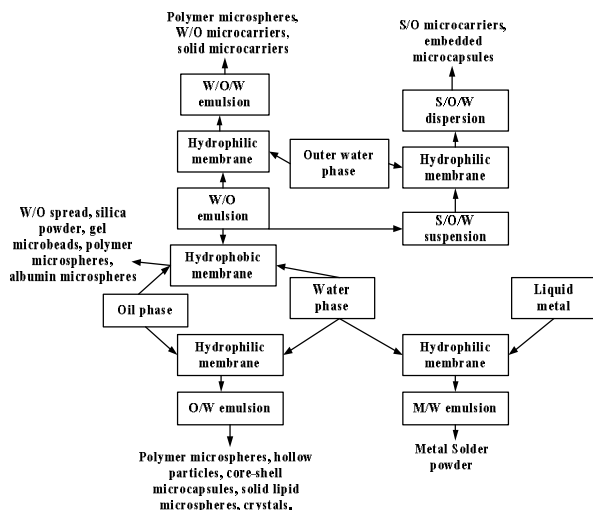 Polymer microspheres,
W/O microcarriers,
solid microcarriers
S/O microcarriers,
embedded
microcapsules
W/O/W
emulsion
S/O/W
dispersion
Hydrophilic
membrane
Outer water
phase
Hydrophilic
membrane
W/O
emulsion
S/O/W
suspension
W/O spread, silica
powder, gel
microbeads, polymer
microspheres,
albumin microspheres
Hydrophobic
membrane
Oil phase
Water
phase
Liquid
metal
Hydrophilic
membrane
Hydrophilic
membrane
O/W emulsion
M/W emulsion
Polymer microspheres, hollow
particles, core-shell
microcapsules, solid lipid
microspheres, crystals.
Metal Solder
powder